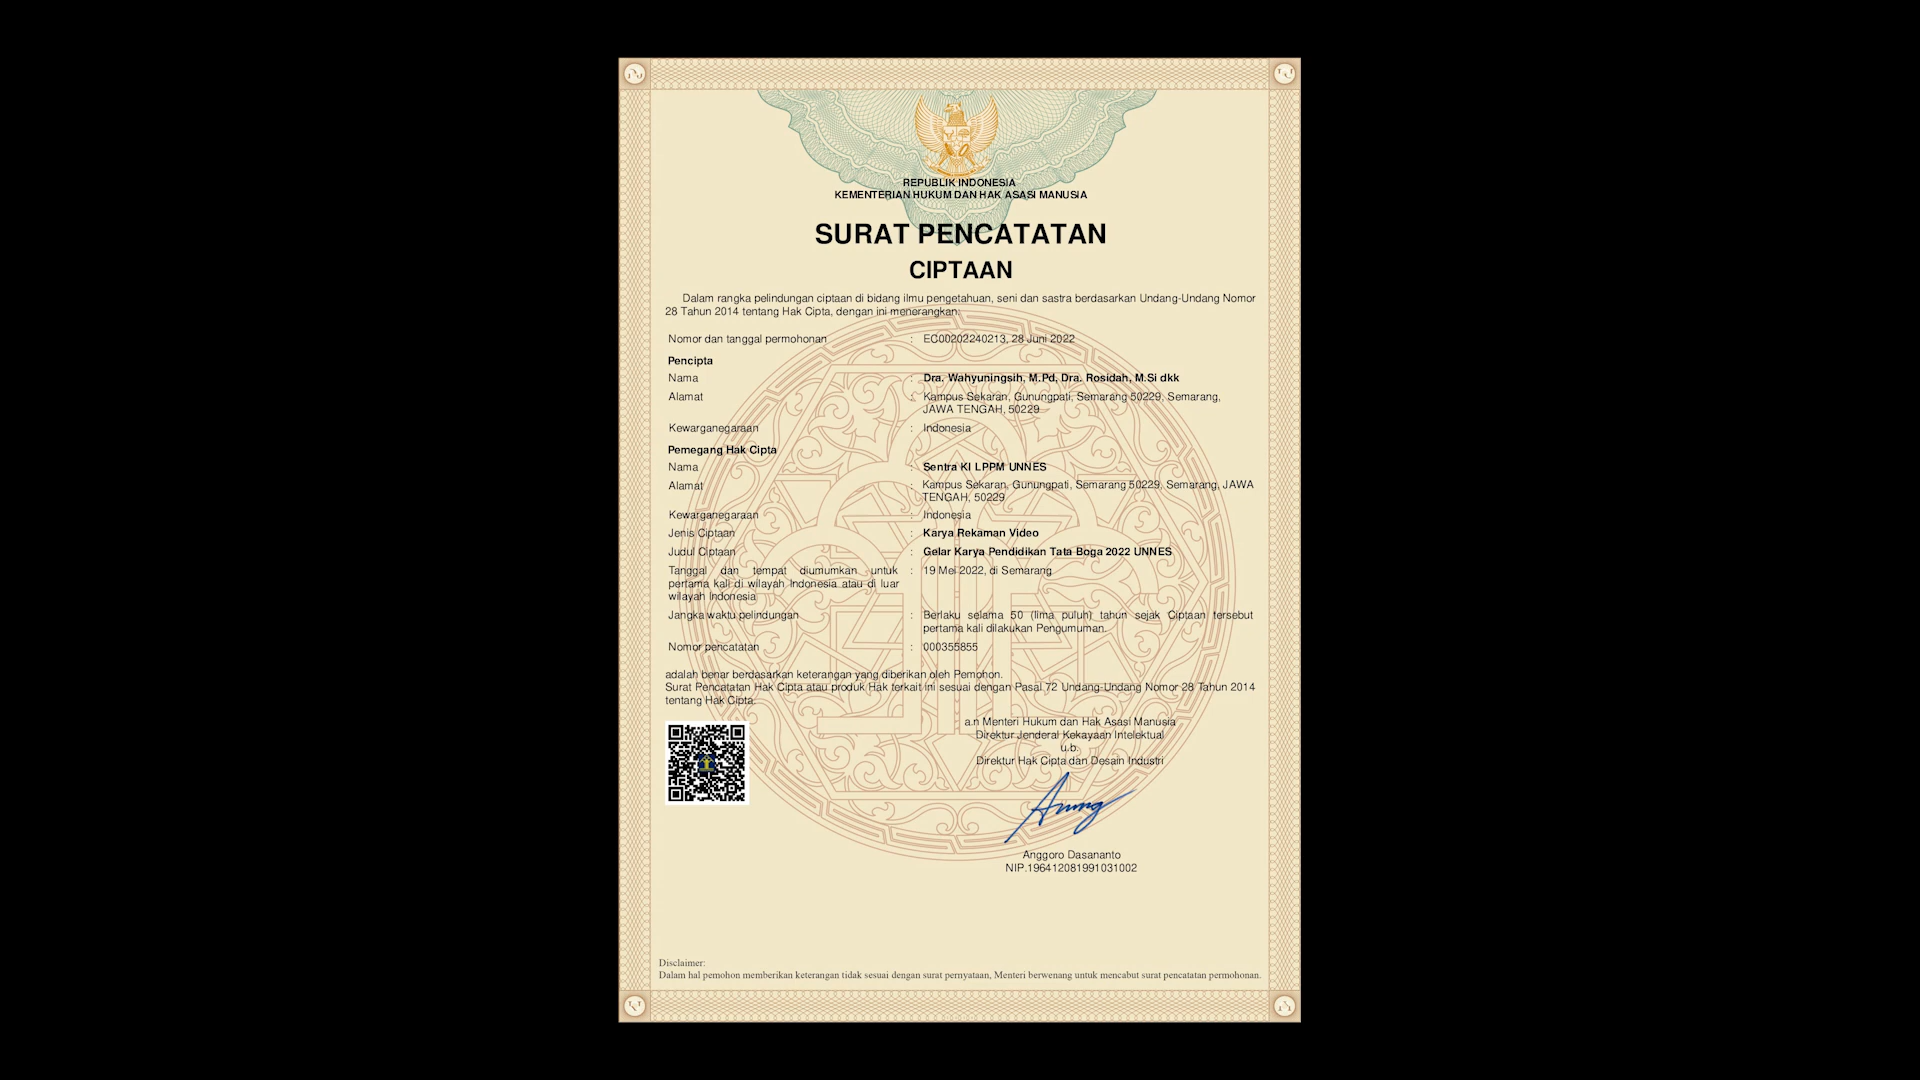 REPUBLIK INDONESIA
KEMENTERIAN HUKUM DAN HAK ASASI MANUSIA
SURAT PENCATATAN
CIPTAAN
Dalam rangka pelindungan ciptaan di bidang ilmu pengetahuan, seni dan sastra berdasarkan Undang-Undang Nomor
28 Tahun 2014 tentang Hak Cipta, dengan ini menerangkan:
Nomor dan tanggal permohonan : EC00202240213, 28 Juni 2022
Pencipta
Nama : Dra. Wahyuningsih, M.Pd, Dra. Rosidah, M.Si dkk
Alamat : Kampus Sekaran, Gunungpati, Semarang 50229, Semarang,
JAWA TENGAH, 50229
Kewarganegaraan : Indonesia
Pemegang Hak Cipta
Nama : Sentra KI LPPM UNNES
Alamat : Kampus Sekaran, Gunungpati, Semarang 50229, Semarang, JAWA
TENGAH, 50229
Kewarganegaraan : Indonesia
Jenis Ciptaan : Karya Rekaman Video
Judul Ciptaan : Gelar Karya Pendidikan Tata Boga 2022 UNNES
Tanggal dan tempat diumumkan untuk : 19 Mei 2022, di Semarang
pertama kali di wilayah Indonesia atau di luar
wilayah Indonesia
Jangka waktu pelindungan : Berlaku selama 50 (lima puluh) tahun sejak Ciptaan tersebut
pertama kali dilakukan Pengumuman.
Nomor pencatatan : 000355855
adalah benar berdasarkan keterangan yang diberikan oleh Pemohon.
Surat Pencatatan Hak Cipta atau produk Hak terkait ini sesuai dengan Pasal 72 Undang-Undang Nomor 28 Tahun 2014
tentang Hak Cipta.
a.n Menteri Hukum dan Hak Asasi Manusia
Direktur Jenderal Kekayaan Intelektual
u.b.
Direktur Hak Cipta dan Desain Industri
Anggoro Dasananto
NIP.196412081991031002
Disclaimer:
Dalam hal pemohon memberikan keterangan tidak sesuai dengan surat pernyataan, Menteri berwenang untuk mencabut surat pencatatan permohonan.